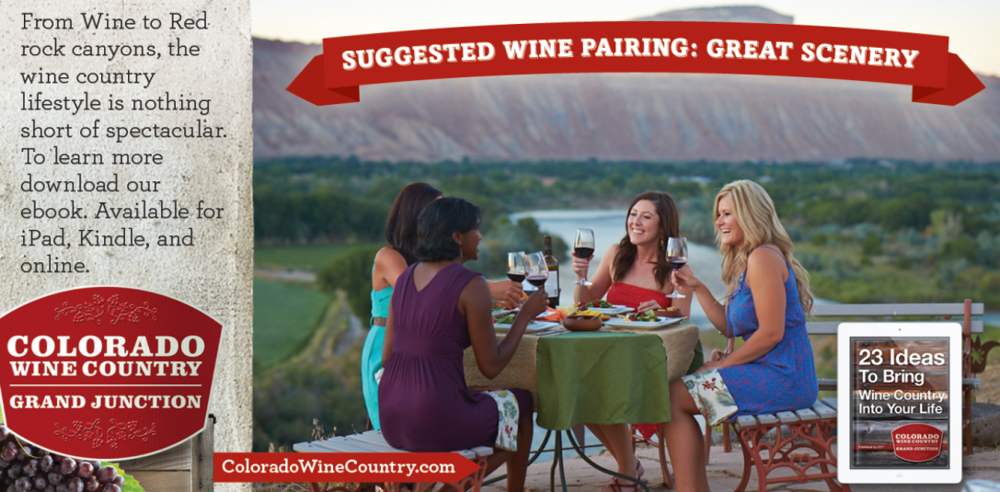 From Wine to Red
rock canyons, the
wine country
lifestyle is nothing
short of spectacular.
To learn more
download our
ebook. Available for
iPad, Kindle, and
online.
COLORADO
WINE COUNTRY
GRAND JUNCTION
SUGGESTED WINE PAIRING: GREAT SCENERY
ColoradoWineCountry.com
23 Ideas
To Bring
Wine Country
Into Your Life
COLORADO
WINE COUNTRY
GRAND JUNCTION